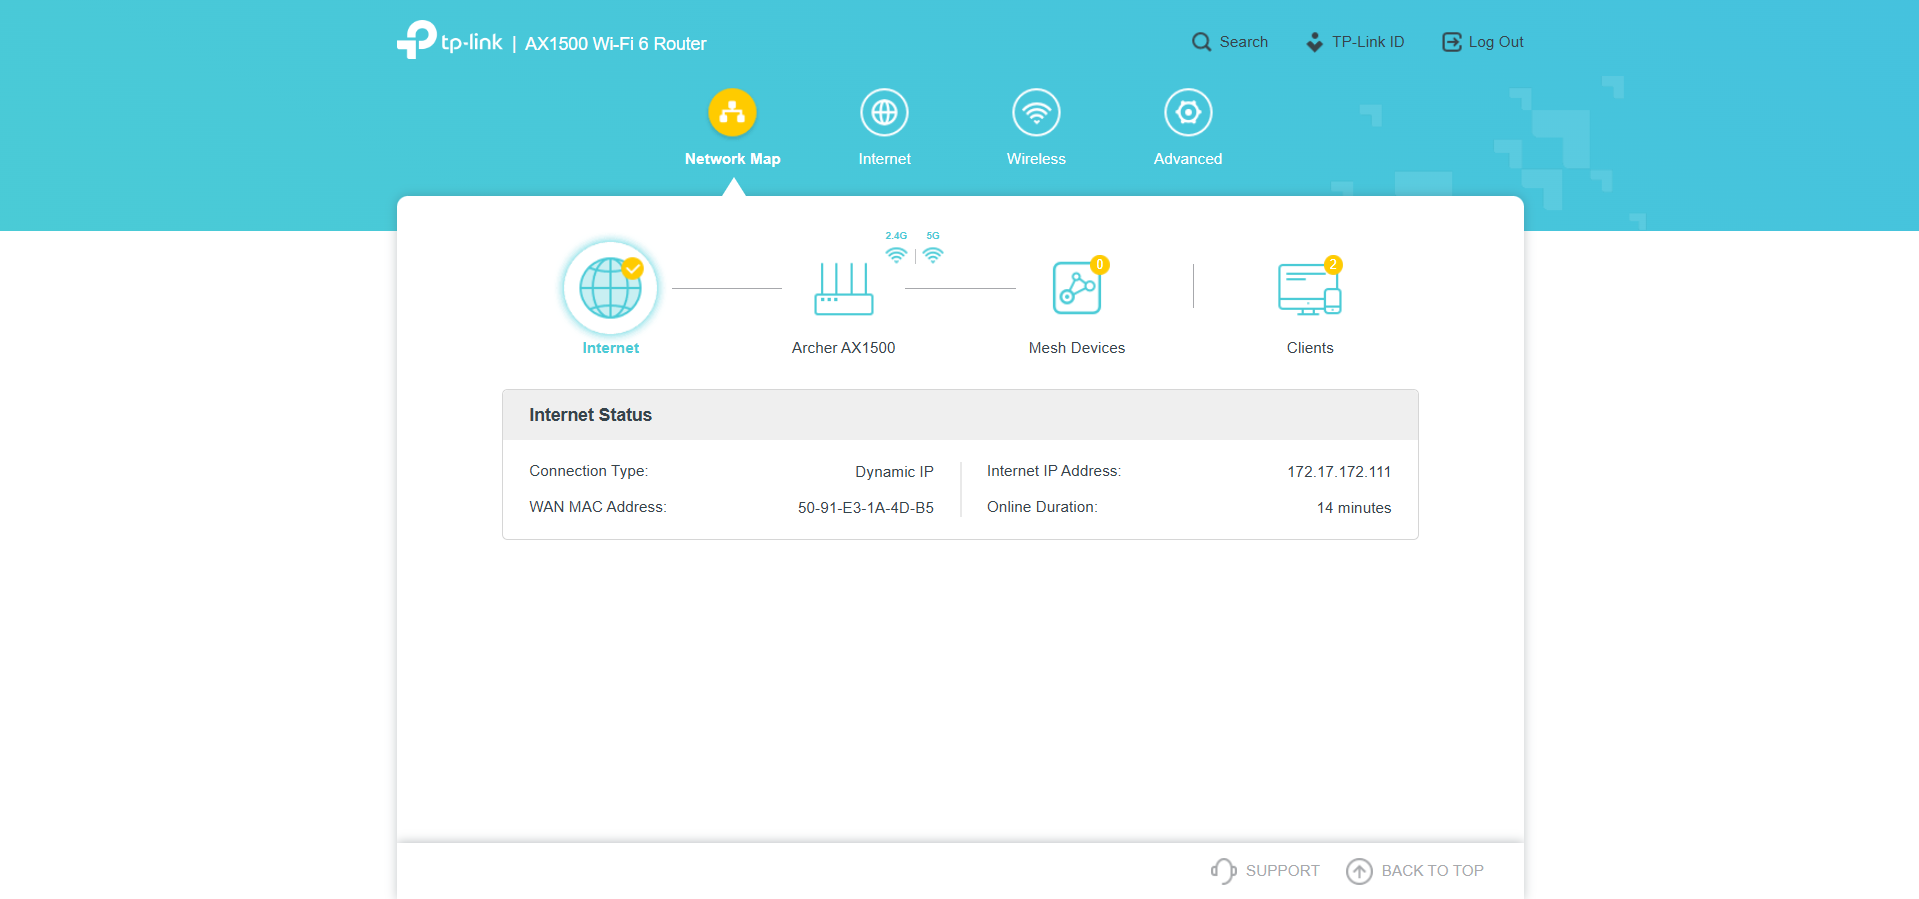 tp-link | AX1500 Wi-Fi 6 Router
Search
TP-Link ID
Log Out
Network Map
Internet
Wireless
Advanced
2.4G
5G
0
2
Internet
Archer AX1500
Mesh Devices
Clients
Internet Status
Connection Type: Dynamic IP
Internet IP Address: 172.17.172.111
WAN MAC Address: 50-91-E3-1A-4D-B5
Online Duration: 14 minutes
SUPPORT
BACK TO TOP